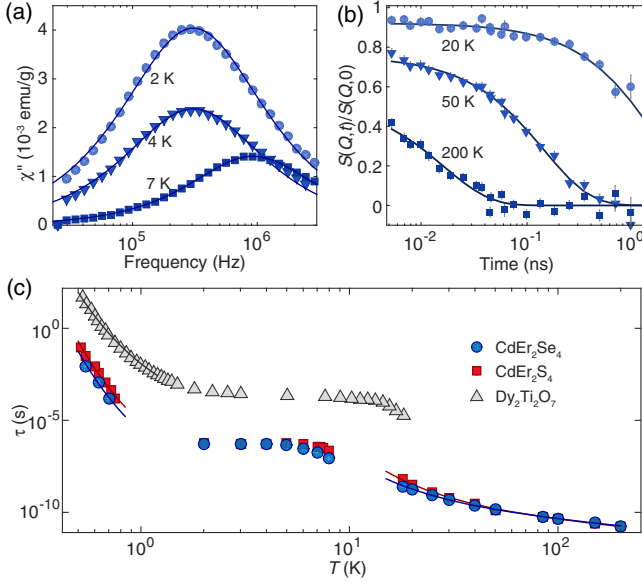 (a)
4
3
2
1
0
χ'' (10⁻³ emu/g)
2 K
4 K
7 K
10⁵
10⁶
Frequency (Hz)
(b)
1
0.8
0.6
0.4
0.2
0
S(Q,t)/S(Q,0)
20 K
50 K
200 K
10⁻²
10⁻¹
10⁰
Time (ns)
(c)
10⁰
10⁻⁵
10⁻¹⁰
τ (s)
CdEr₂Se₄
CdEr₂S₄
Dy₂Ti₂O₇
10⁰
10¹
10²
T (K)